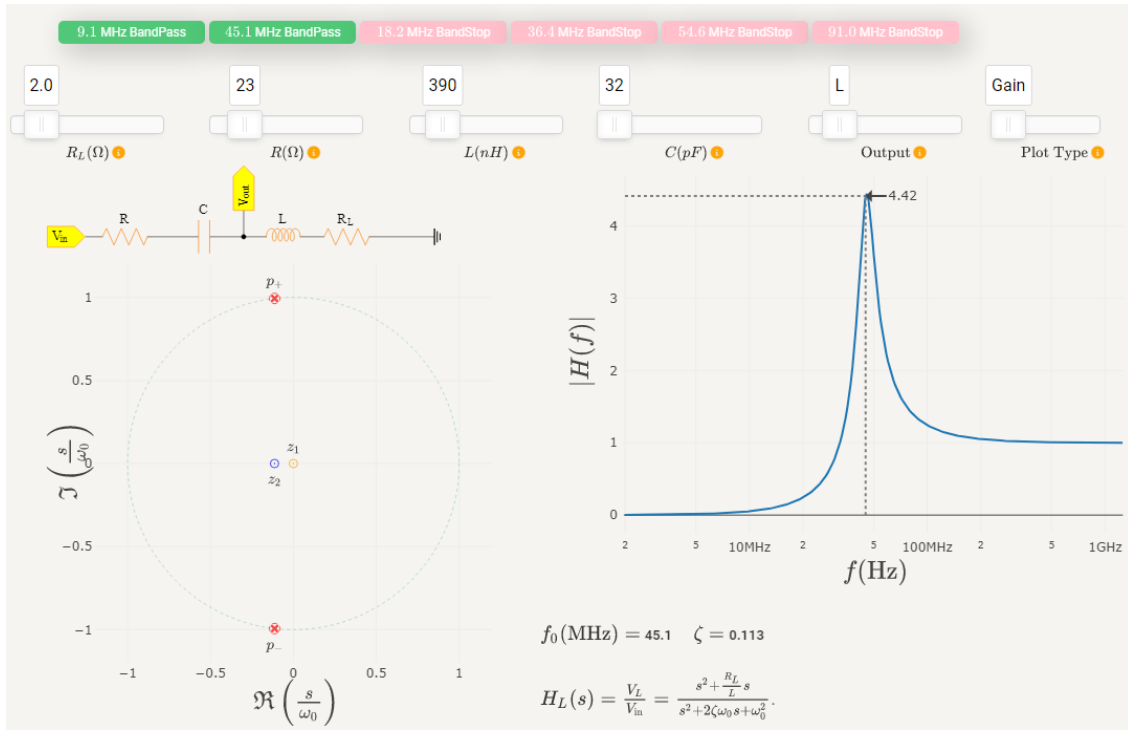 9.1 MHz BandPass 45.1 MHz BandPass 18.2 MHz BandStop 36.4 MHz BandStop 54.6 MHz BandStop 91.0 MHz BandStop
2.0 23 390 32 L Gain
R_L(Ω) i R(Ω) i L(nH) i C(pF) i Output i Plot Type i
V_in R C V_out L R_L
p_+
1
0.5
0
−0.5
−1
ℑ(s/ω_0)
z_1
z_2
p_−
−1 −0.5 0 0.5 1
ℜ(s/ω_0)
4.42
4
3
2
1
0
|H(f)|
2 5 10MHz 2 5 100MHz 2 5 1GHz
f(Hz)
f_0(MHz) = 45.1 ζ = 0.113
H_L(s) = V_L/V_in = (s^2 + (R_L/L)s)/(s^2+2ζω_0s+ω_0^2).